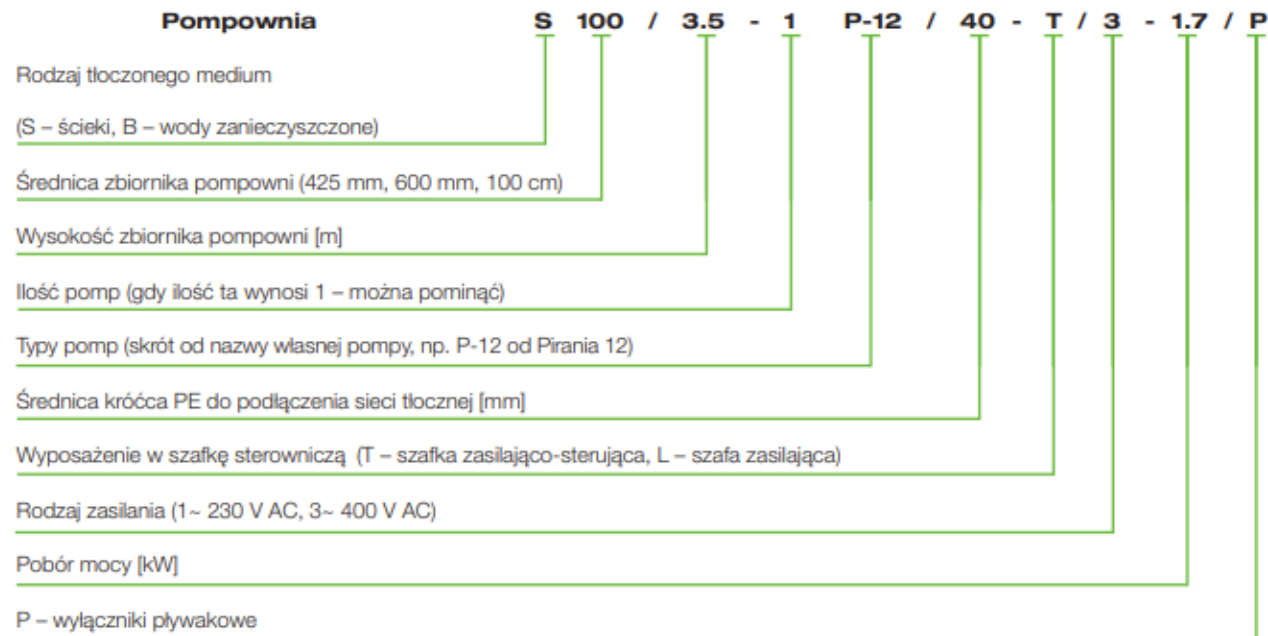 Pompownia S 100 / 3.5 - 1 P-12 / 40 - T / 3 - 1.7 / P
Rodzaj tłoczonego medium
(S – ścieki, B – wody zanieczyszczone)
Średnica zbiornika pompowni (425 mm, 600 mm, 100 cm)
Wysokość zbiornika pompowni [m]
Ilość pomp (gdy ilość ta wynosi 1 – można pominąć)
Typy pomp (skrót od nazwy własnej pompy, np. P-12 od Pirania 12)
Średnica króćca PE do podłączenia sieci tłocznej [mm]
Wyposażenie w szafkę sterowniczą (T – szafka zasilająco-sterująca, L – szafa zasilająca)
Rodzaj zasilania (1~ 230 V AC, 3~ 400 V AC)
Pobór mocy [kW]
P – wyłączniki pływakowe